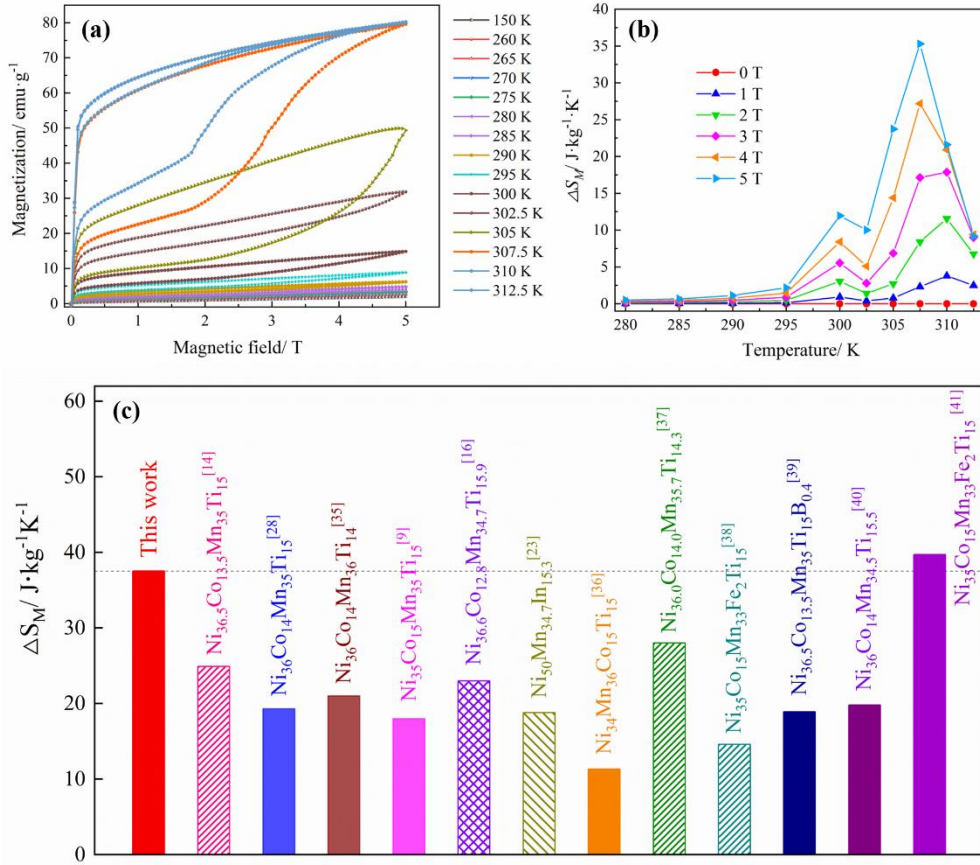 (a)
Magnetization/ emu·g⁻¹
80
70
60
50
40
30
20
10
0
0
1
2
3
4
5
Magnetic field/ T
150 K
260 K
265 K
270 K
275 K
280 K
285 K
290 K
295 K
300 K
302.5 K
305 K
307.5 K
310 K
312.5 K
(b)
ΔS_M/ J·kg⁻¹·K⁻¹
40
35
30
25
20
15
10
5
0
0 T
1 T
2 T
3 T
4 T
5 T
280
285
290
295
300
305
310
Temperature/ K
(c)
ΔS_M/ J·kg⁻¹K⁻¹
60
50
40
30
20
10
0
This work
Ni₃₆.₅Co₁₃.₅Mn₃₅Ti₁₅[14]
Ni₃₆Co₁₄Mn₃₅Ti₁₅[28]
Ni₃₆Co₁₄Mn₃₆Ti₁₄[35]
Ni₃₅Co₁₅Mn₃₅Ti₁₅[9]
Ni₃₆.₆Co₁₂.₈Mn₃₄.₇Ti₁₅.₉[16]
Ni₅₀Mn₃₄.₇In₁₅.₃[23]
Ni₃₄Mn₃₆Co₁₅Ti₁₅[36]
Ni₃₆.₀Co₁₄.₀Mn₃₅.₇Ti₁₄.₃[37]
Ni₃₅Co₁₅Mn₃₃Fe₂Ti₁₅[38]
Ni₃₆.₅Co₁₃.₅Mn₃₅Ti₁₅B₀.₄[39]
Ni₃₆Co₁₄Mn₃₄.₅Ti₁₅.₅[40]
Ni₃₅Co₁₅Mn₃₃Fe₂Ti₁₅[41]